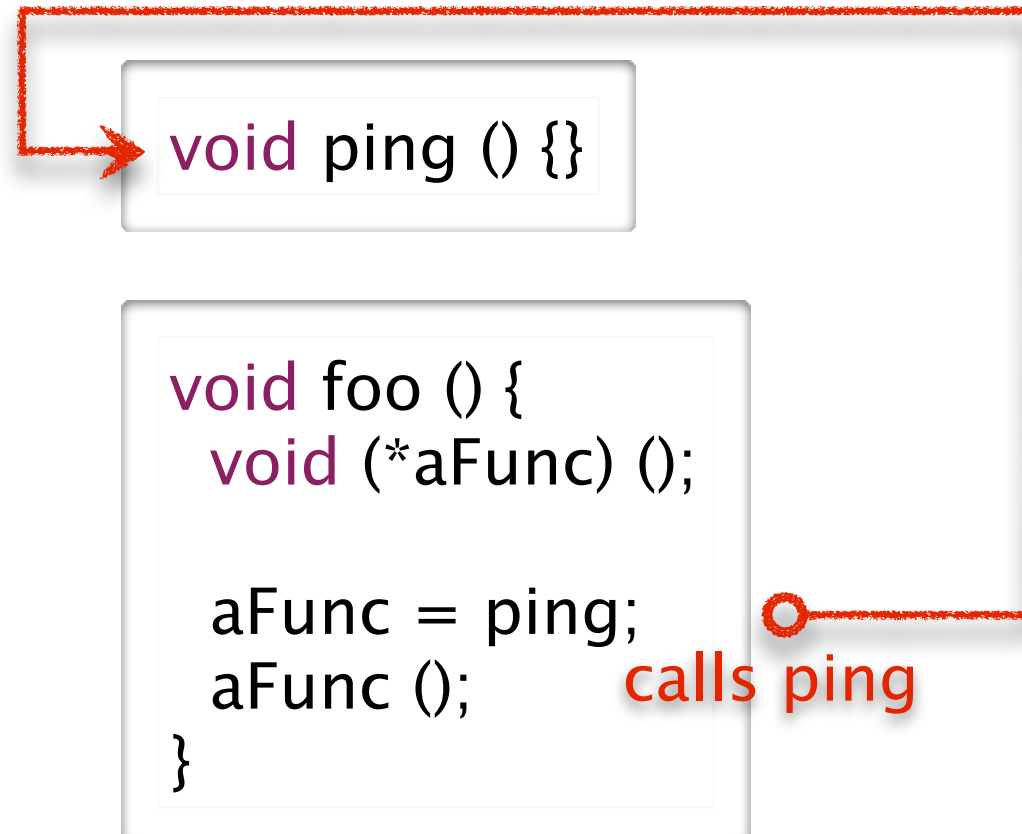 void ping () {}
void foo () {
void (*aFunc) ();
aFunc = ping;
aFunc ();
calls ping
}